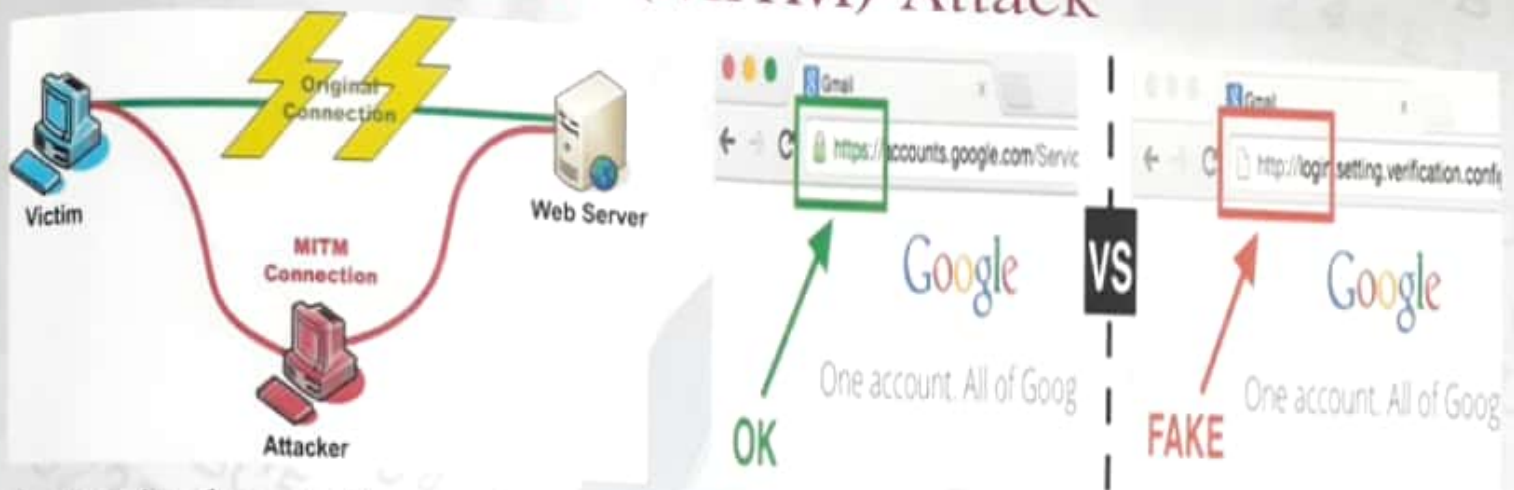 Attack
Original
Connection
Victim
Web Server
MITM
Connection
Attacker
Gmail
https://accounts.google.com/Servic
Google
One account. All of Goog
OK
VS
Gmail
http://login.setting.verification.confi
Google
One account. All of Goog
FAKE